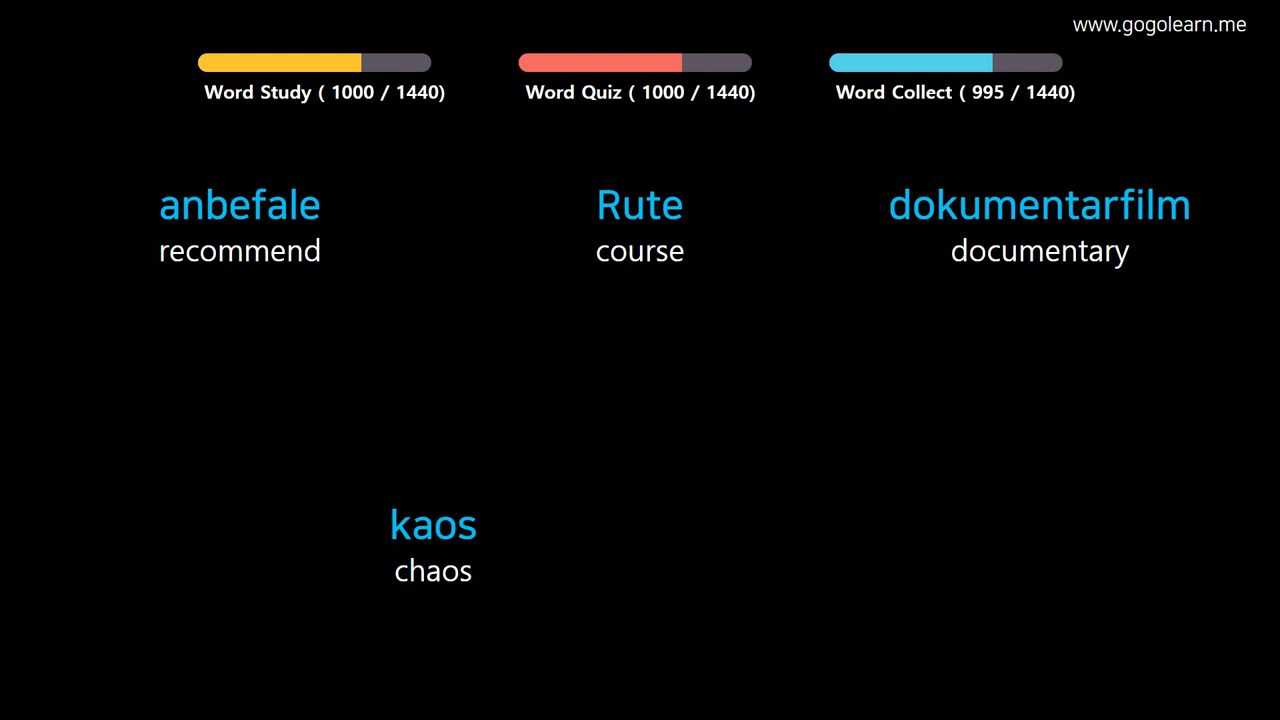 www.gogolearn.me
Word Study ( 1000 / 1440)
Word Quiz ( 1000 / 1440)
Word Collect ( 995 / 1440)
anbefale
recommend
Rute
course
dokumentarfilm
documentary
kaos
chaos